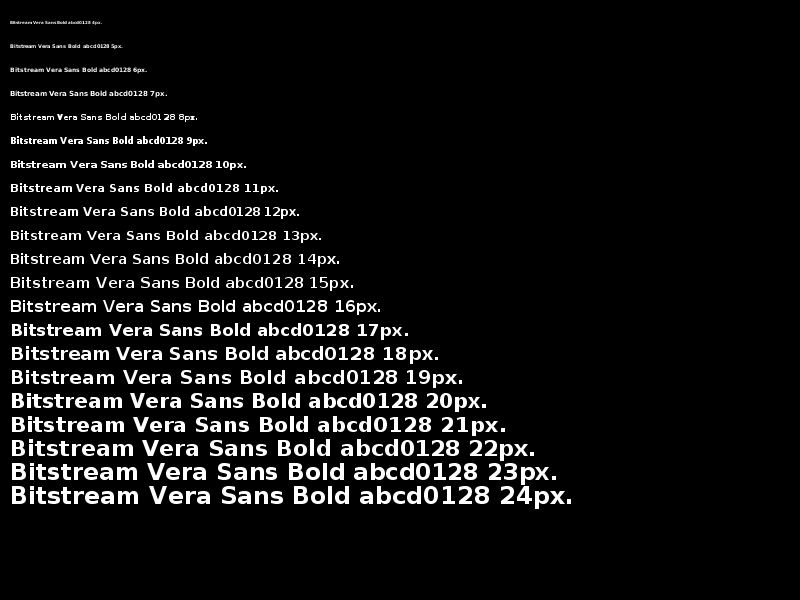 Bitstream Vera Sans Bold abcd0128 4px.
Bitstream Vera Sans Bold abcd0128 5px.
Bitstream Vera Sans Bold abcd0128 6px.
Bitstream Vera Sans Bold abcd0128 7px.
Bitstream Vera Sans Bold abcd0128 8px.
Bitstream Vera Sans Bold abcd0128 9px.
Bitstream Vera Sans Bold abcd0128 10px.
Bitstream Vera Sans Bold abcd0128 11px.
Bitstream Vera Sans Bold abcd0128 12px.
Bitstream Vera Sans Bold abcd0128 13px.
Bitstream Vera Sans Bold abcd0128 14px.
Bitstream Vera Sans Bold abcd0128 15px.
Bitstream Vera Sans Bold abcd0128 16px.
Bitstream Vera Sans Bold abcd0128 17px.
Bitstream Vera Sans Bold abcd0128 18px.
Bitstream Vera Sans Bold abcd0128 19px.
Bitstream Vera Sans Bold abcd0128 20px.
Bitstream Vera Sans Bold abcd0128 21px.
Bitstream Vera Sans Bold abcd0128 22px.
Bitstream Vera Sans Bold abcd0128 23px.
Bitstream Vera Sans Bold abcd0128 24px.